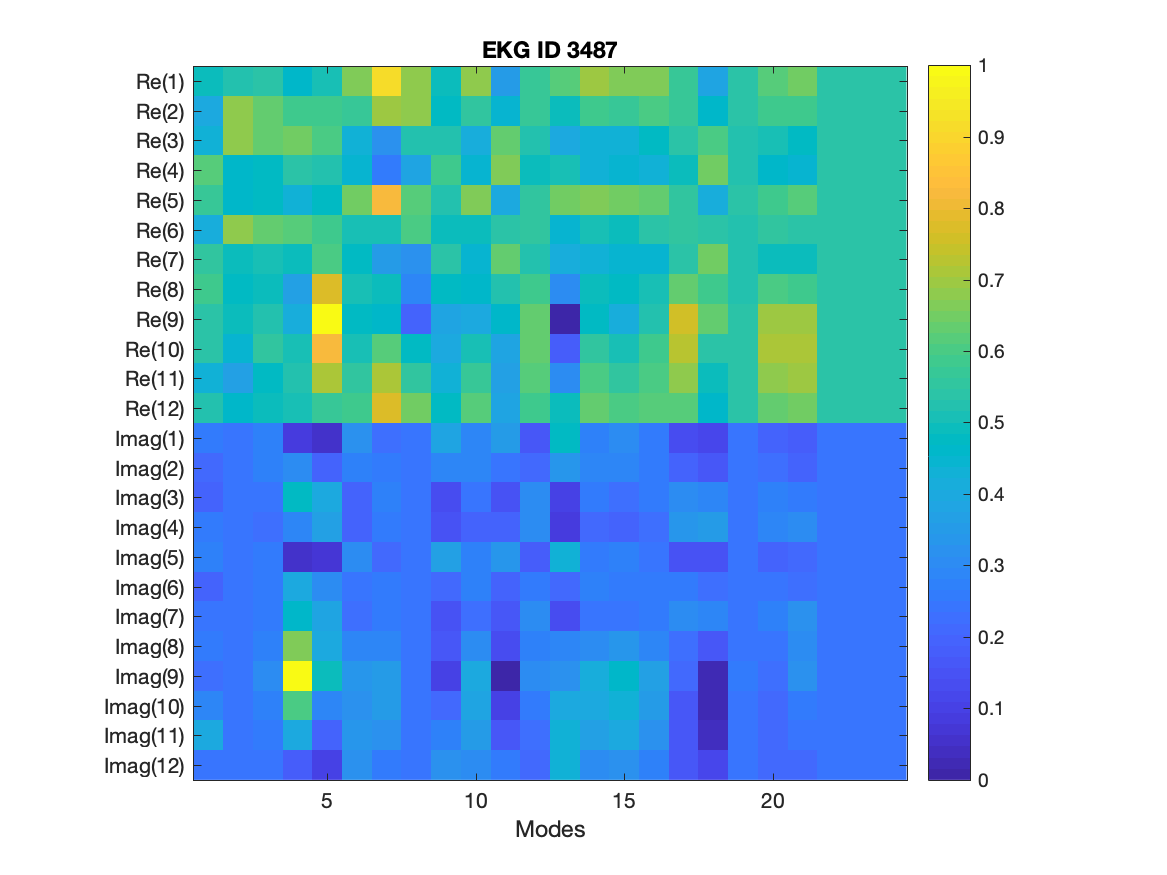 EKG ID 3487
Re(1)
Re(2)
Re(3)
Re(4)
Re(5)
Re(6)
Re(7)
Re(8)
Re(9)
Re(10)
Re(11)
Re(12)
Imag(1)
Imag(2)
Imag(3)
Imag(4)
Imag(5)
Imag(6)
Imag(7)
Imag(8)
Imag(9)
Imag(10)
Imag(11)
Imag(12)
5 10 15 20
Modes
1
0.9
0.8
0.7
0.6
0.5
0.4
0.3
0.2
0.1
0